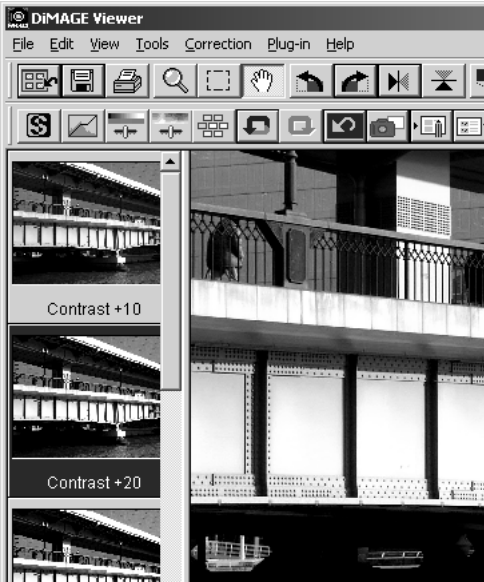 DiMAGE Viewer
File Edit View Tools Correction Plug-in Help
S
Contrast +10
Contrast +20